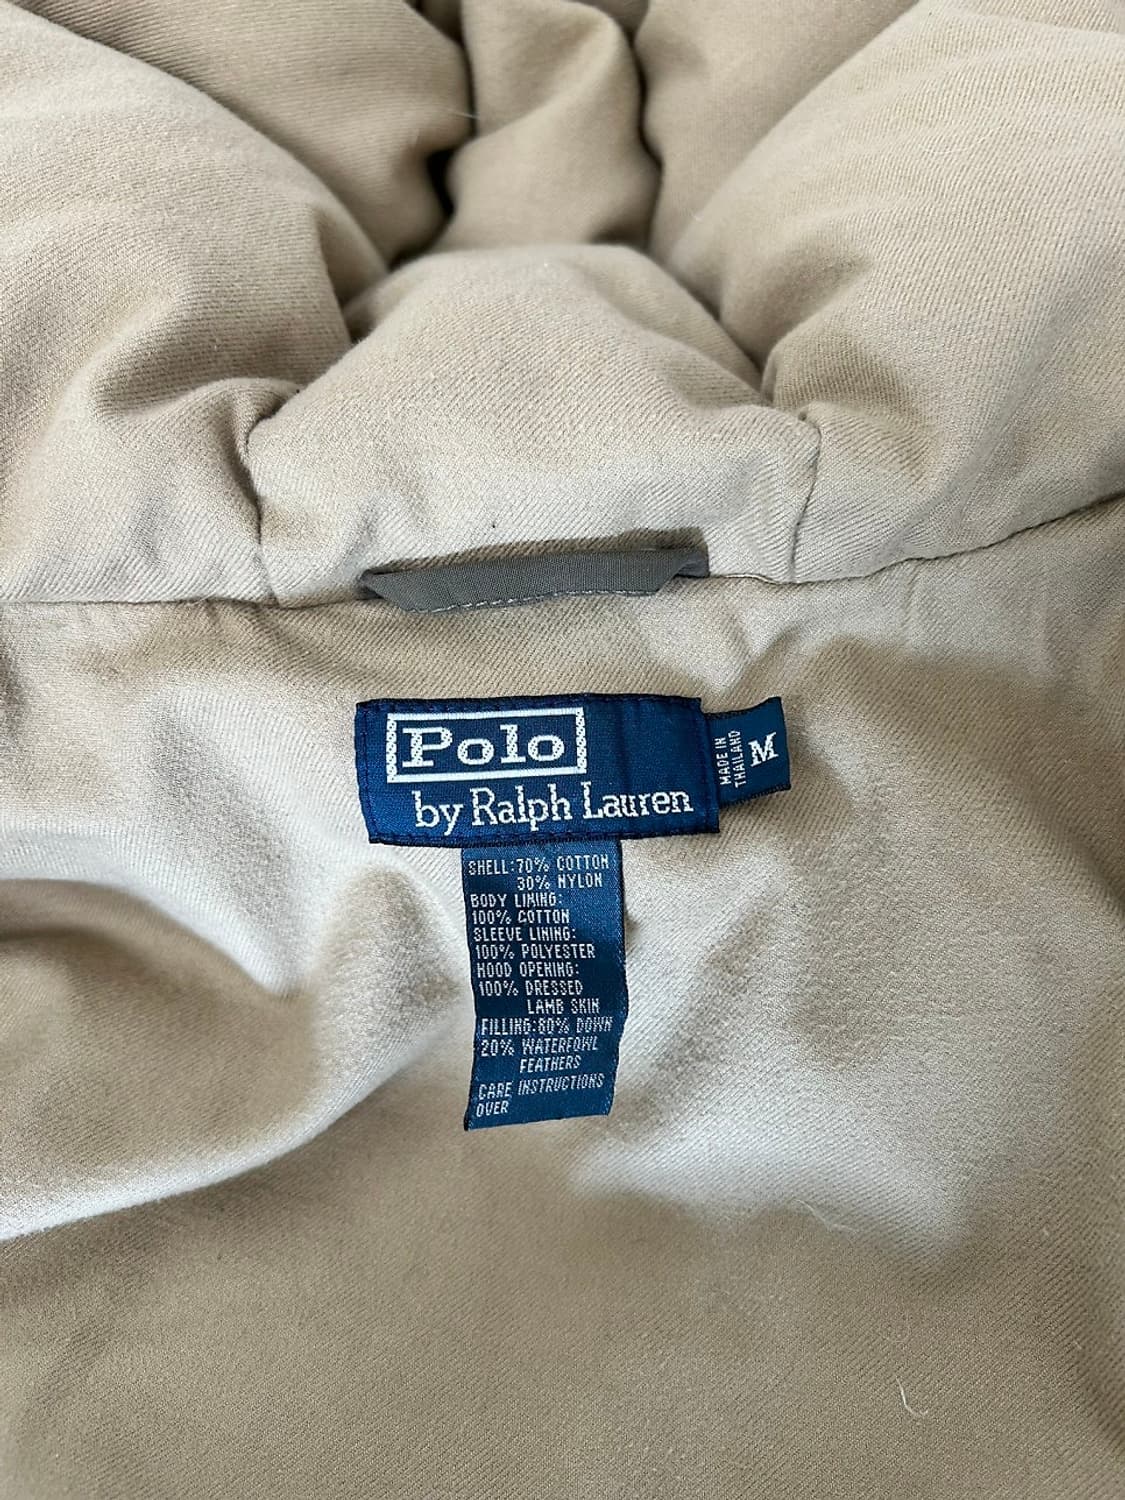 Polo
by Ralph Lauren
MADE IN
THAILAND
M
SHELL:70% COTTON
30% NYLON
BODY LINING:
100% COTTON
SLEEVE LINING:
100% POLYESTER
HOOD OPENING:
100% DRESSED
LAMB SKIN
FILLING:80% DOWN
20% WATERFOWL
FEATHERS
CARE INSTRUCTIONS
OVER